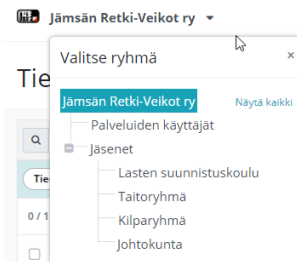 Jämsän Retki-Veikot ry
Valitse ryhmä ×
Tie
Jämsän Retki-Veikot ry Näytä kaikki
Palveluiden käyttäjät
Jäsenet
Tie
Lasten suunnistuskoulu
Taitoryhmä
0 / 1
Kilparyhmä
Johtokunta